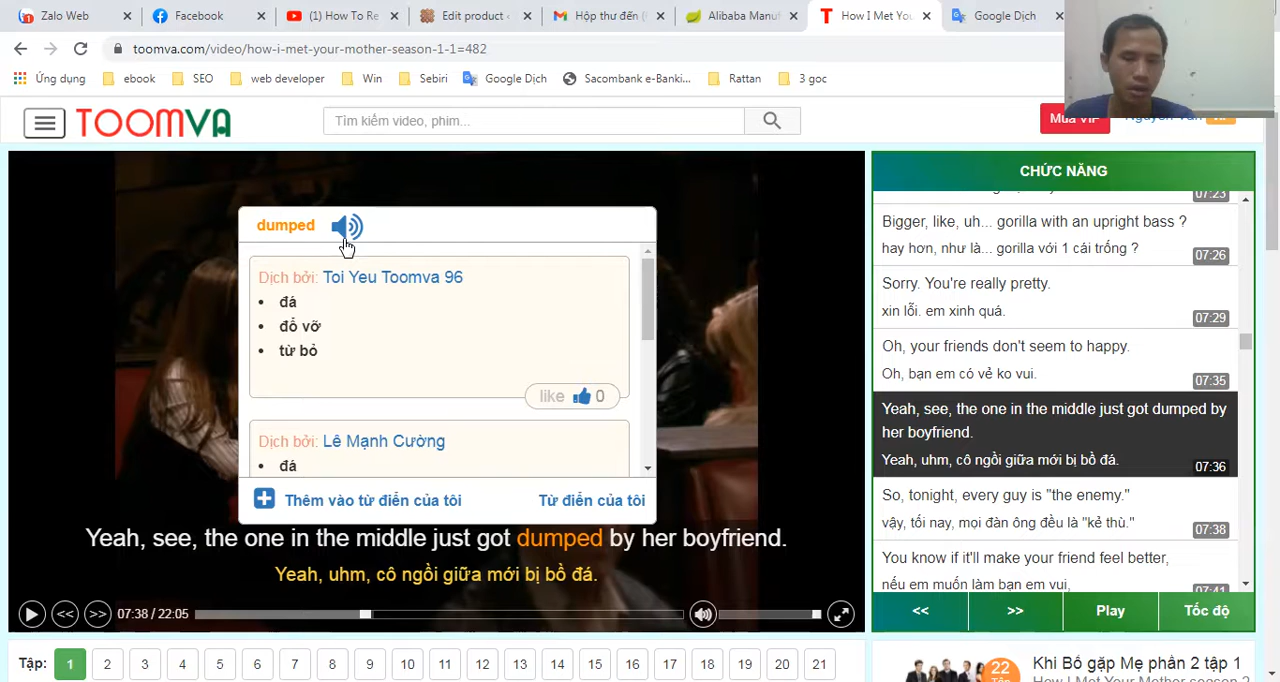 Zalo Web
Facebook
(1) How To Re
Edit product
Hộp thư đến (
Alibaba Manuf
How I Met You
Google Dịch
toomva.com/video/how-i-met-your-mother-season-1-1=482
Ứng dụng
ebook
SEO
web developer
Win
Sebiri
Google Dịch
Sacombank e-Banki...
Rattan
3 goc
TOOMVA
Tìm kiếm video, phim...
Mua VIP
dumped
Dịch bởi: Toi Yeu Toomva 96
• đá
• đổ vỡ
• từ bỏ
like 0
Dịch bởi: Lê Mạnh Cường
• đá
Thêm vào từ điển của tôi
Từ điển của tôi
Yeah, see, the one in the middle just got dumped by her boyfriend.
Yeah, uhm, cô ngồi giữa mới bị bồ đá.
07:38 / 22:05
<<
>>
Tập:
1 2 3 4 5 6 7 8 9 10 11 12 13 14 15 16 17 18 19 20 21
CHỨC NĂNG
07:23
Bigger, like, uh... gorilla with an upright bass ?
hay hơn, như là... gorilla với 1 cái trống ?
07:26
Sorry. You're really pretty.
xin lỗi. em xinh quá.
07:29
Oh, your friends don't seem to happy.
Oh, bạn em có vẻ ko vui.
07:35
Yeah, see, the one in the middle just got dumped by
her boyfriend.
Yeah, uhm, cô ngồi giữa mới bị bồ đá.
07:36
So, tonight, every guy is "the enemy."
vậy, tối nay, mọi đàn ông đều là "kẻ thù."
07:38
You know if it'll make your friend feel better,
nếu em muốn làm bạn em vui,
07:41
<<
>>
Play
Tốc độ
22
Khi Bố gặp Mẹ phần 2 tập 1
How I Met Your Mother season 2